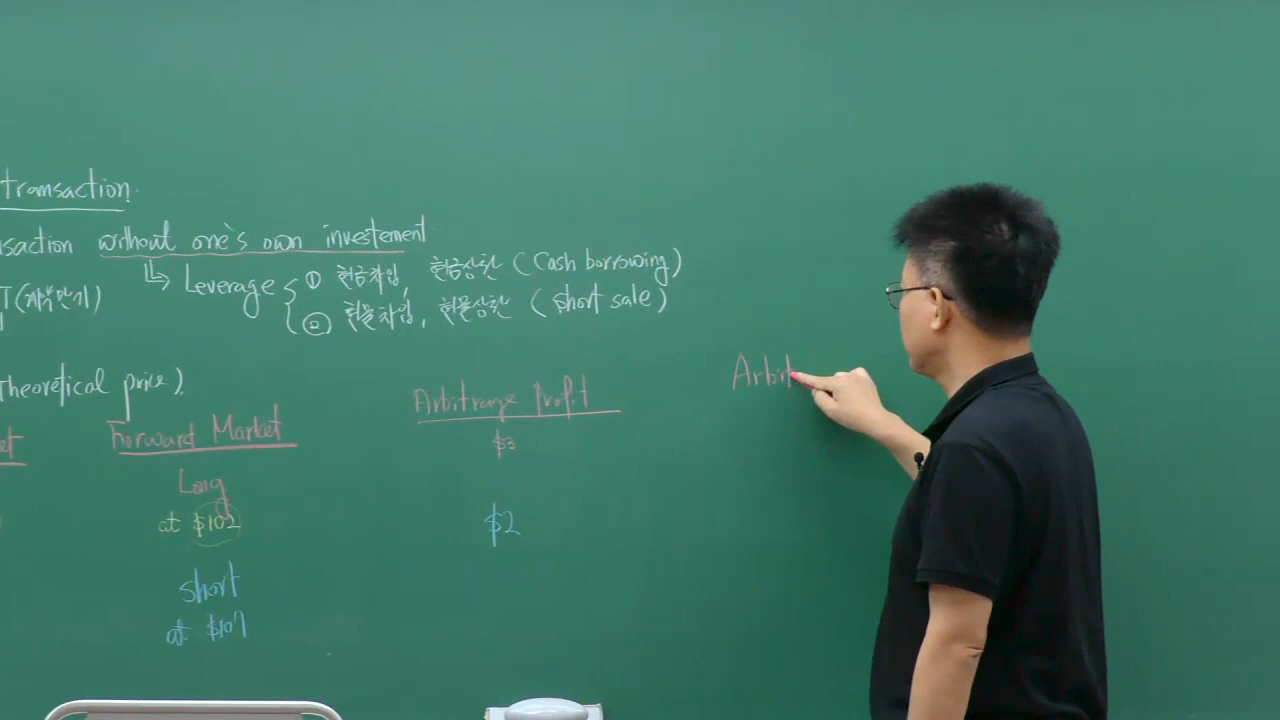 transaction.
saction without one's own investement
Leverage ① 현금차입, 현금상환 (Cash borrowing)
T(자유만기)
② 현물차입, 현물상환 (short sale)
Theoretical price).
et Forward Market Arbitrage Profit Arbit
Long $3
at $102 $2
short
at $107